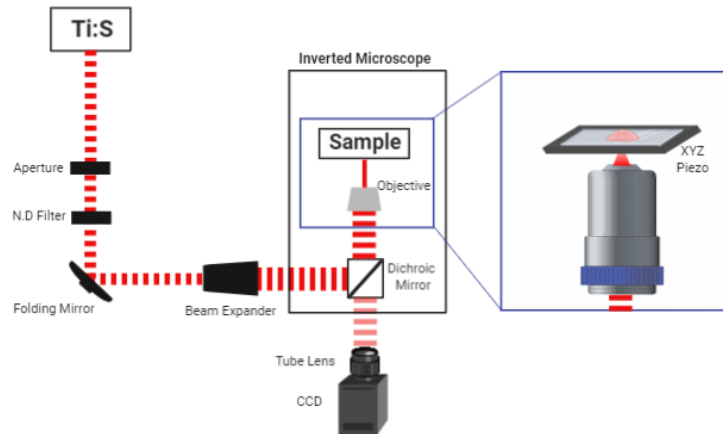 Ti:S
Inverted Microscope
Sample
XYZ
Piezo
Aperture
Objective
N.D Filter
Dichroic
Mirror
Folding Mirror
Beam Expander
Tube Lens
CCD